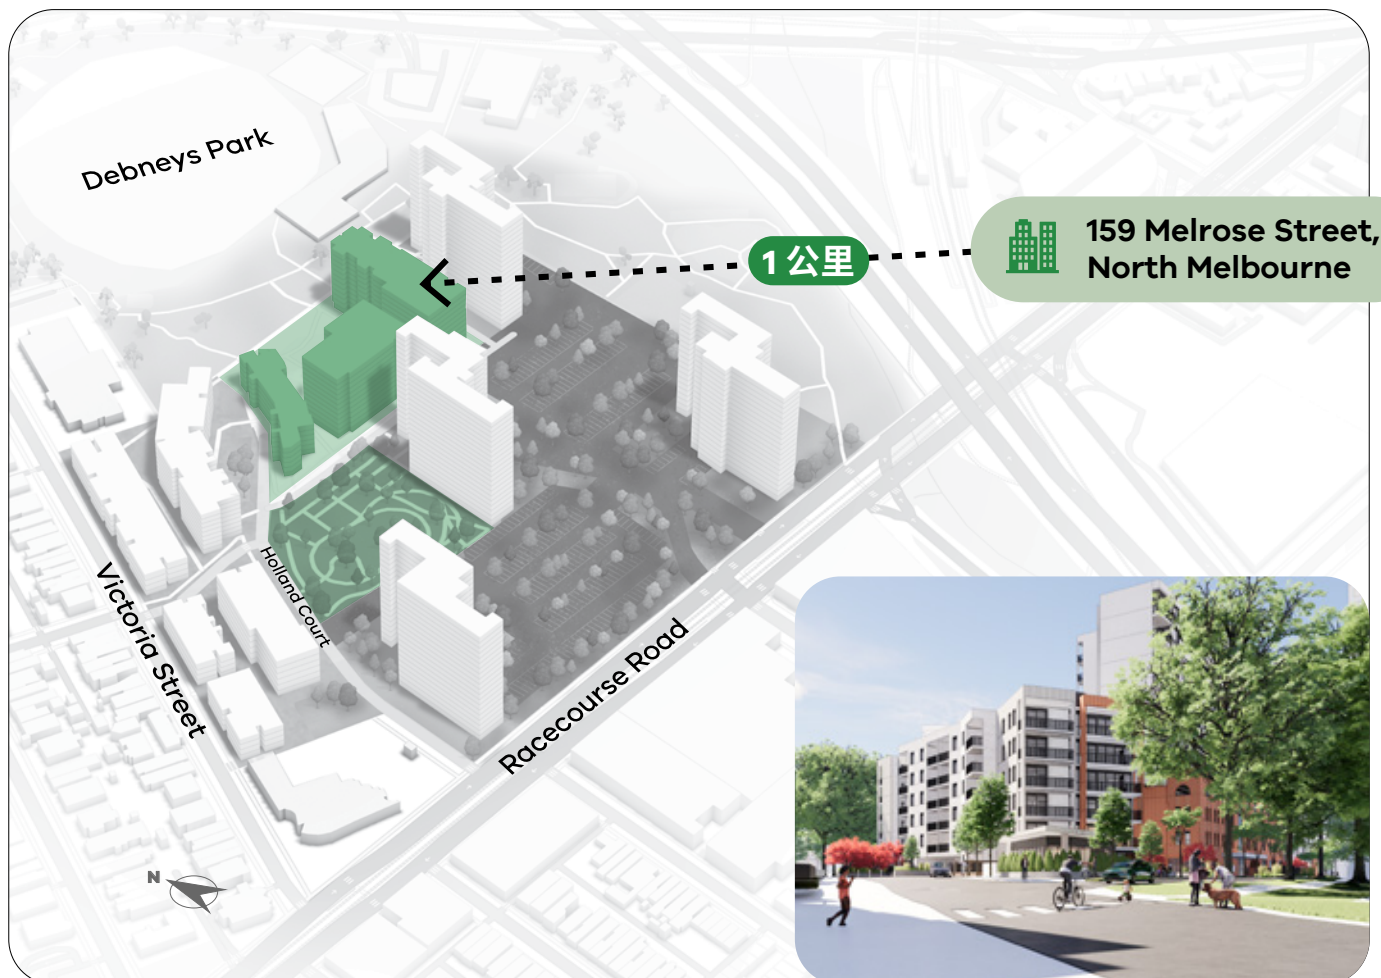 Debneys Park
1 公里
159 Melrose Street,
North Melbourne
Holland Court
Victoria Street
Racecourse Road
N